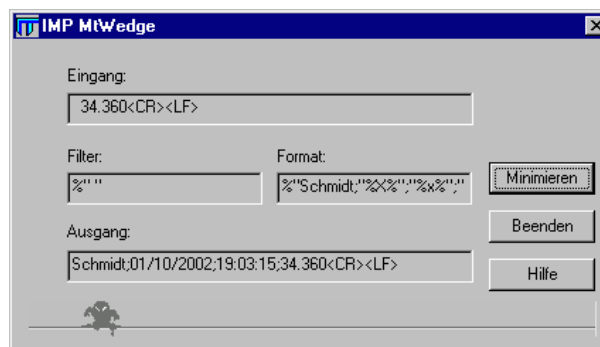 IMP MtWedge
Eingang:
34.360<CR><LF>
Filter:
%" "
Format:
%"Schmidt;"%X%";"%x%";"
Minimieren
Ausgang:
Beenden
Schmidt;01/10/2002;19:03:15;34.360<CR><LF>
Hilfe